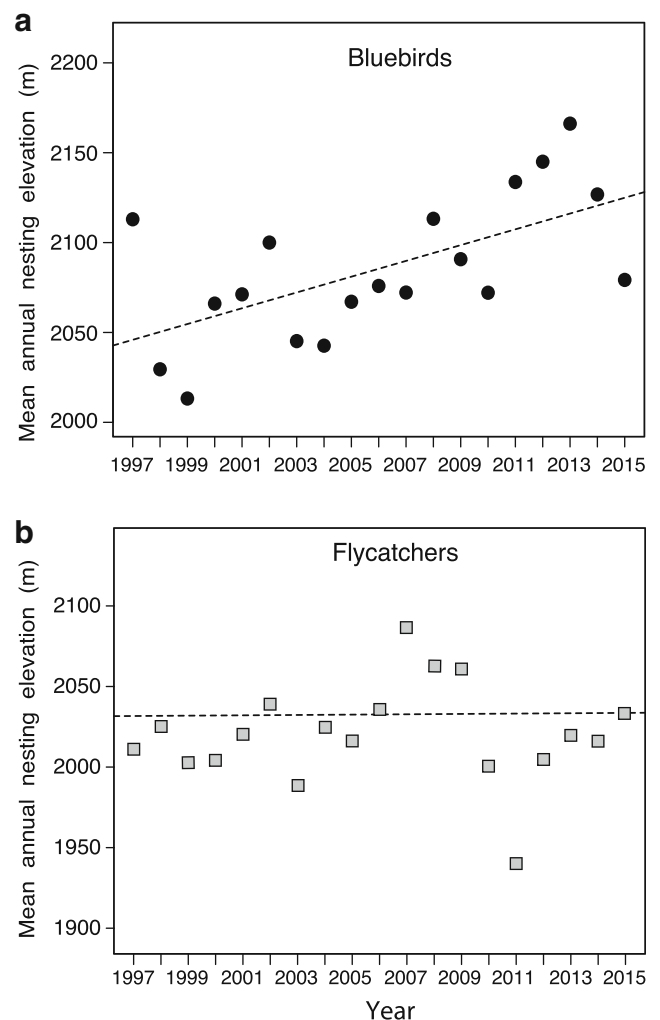 a
Bluebirds
Mean annual nesting elevation (m)
2200
2150
2100
2050
2000
1997 1999 2001 2003 2005 2007 2009 2011 2013 2015
b
Flycatchers
Mean annual nesting elevation (m)
2100
2050
2000
1950
1900
1997 1999 2001 2003 2005 2007 2009 2011 2013 2015
Year